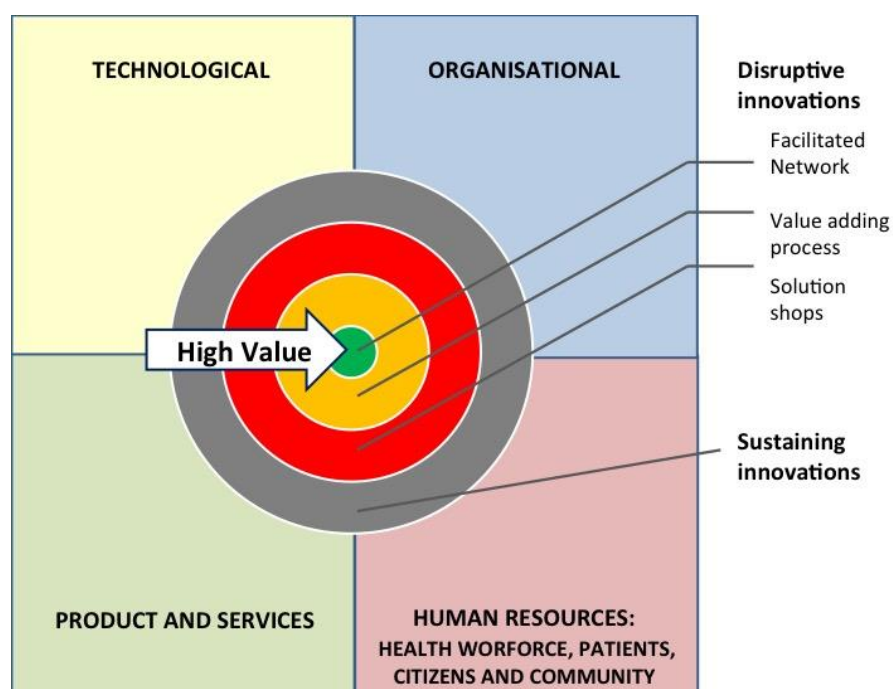 TECHNOLOGICAL
ORGANISATIONAL
Disruptive
innovations
Facilitated
Network
Value adding
process
Solution
shops
High Value
Sustaining
innovations
PRODUCT AND SERVICES
HUMAN RESOURCES:
HEALTH WORFORCE, PATIENTS,
CITIZENS AND COMMUNITY